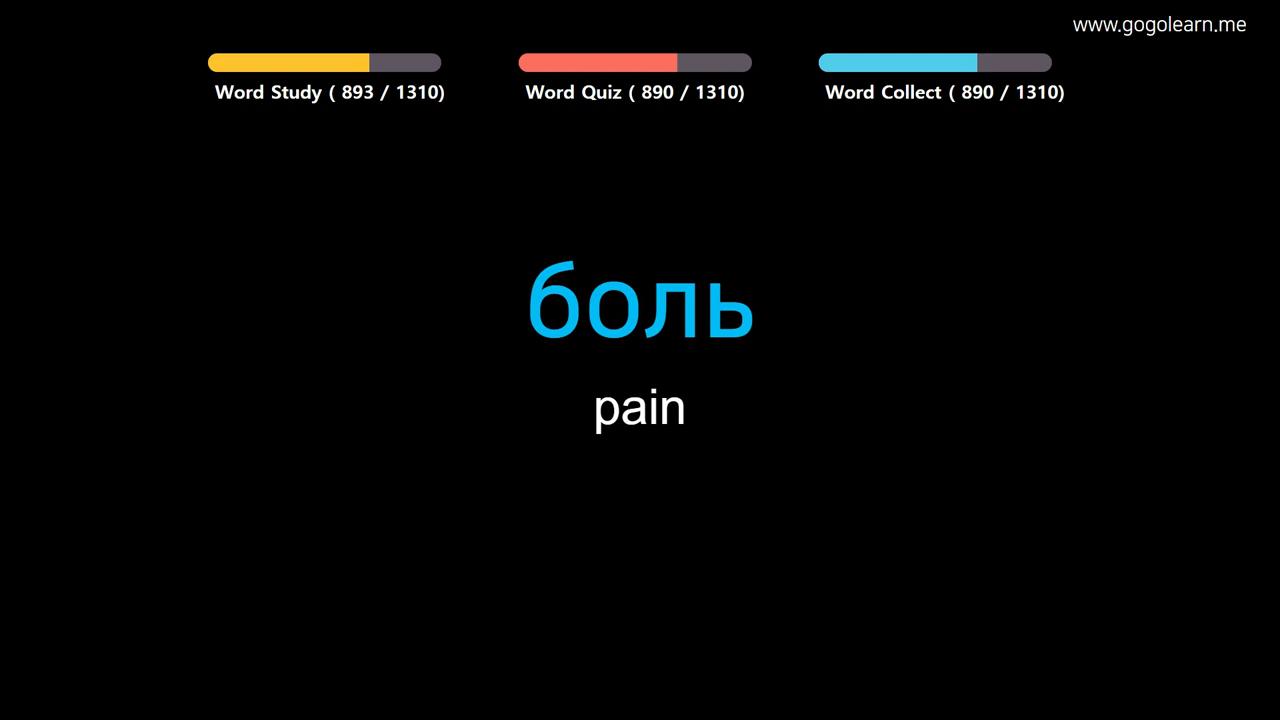 www.gogolearn.me
Word Study ( 893 / 1310)
Word Quiz ( 890 / 1310)
Word Collect ( 890 / 1310)
боль
pain